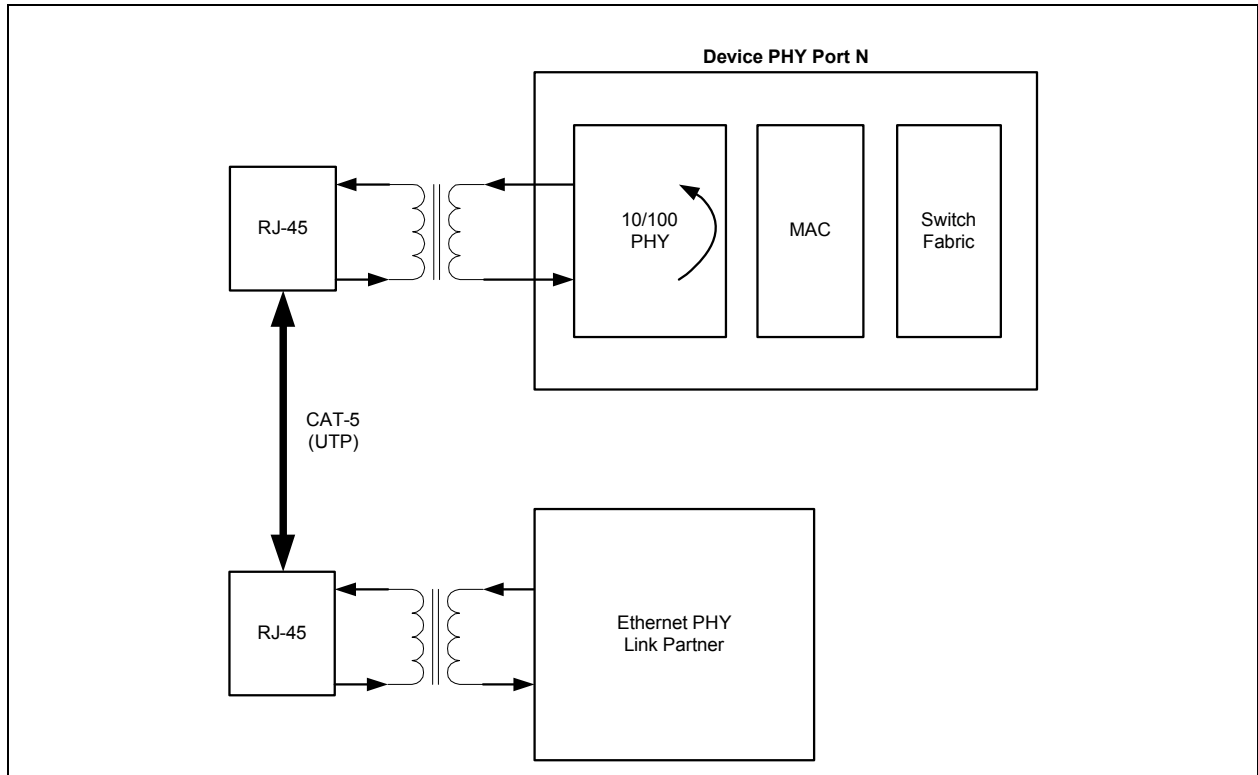 Device PHY Port N
RJ-45
10/100
PHY
MAC
Switch
Fabric
CAT-5
(UTP)
RJ-45
Ethernet PHY
Link Partner